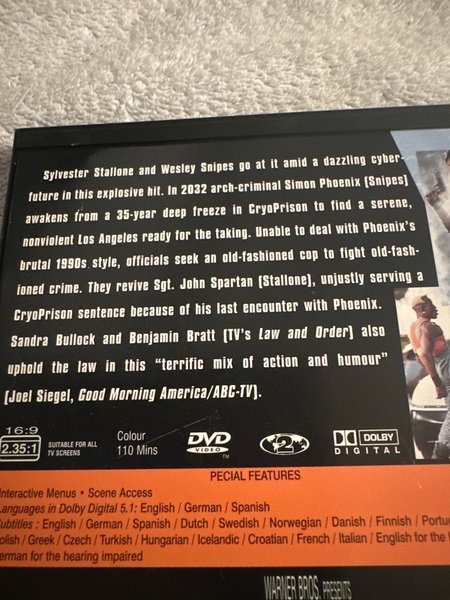 Sylvester Stallone and Wesley Snipes go at it amid a dazzling cyber-
future in this explosive hit. In 2032 arch-criminal Simon Phoenix (Snipes)
awakens from a 35-year deep freeze in CryoPrison to find a serene,
nonviolent Los Angeles ready for the taking. Unable to deal with Phoenix's
brutal 1990s style, officials seek an old-fashioned cop to fight old-fash-
ioned crime. They revive Sgt. John Spartan (Stallone), unjustly serving a
CryoPrison sentence because of his last encounter with Phoenix.
Sandra Bullock and Benjamin Bratt (TV's Law and Order) also
uphold the law in this "terrific mix of action and humour"
(Joel Siegel, Good Morning America/ABC-TV).
16:9
2.35:1
SUITABLE FOR ALL
TV SCREENS
Colour
110 Mins
DVD
VIDEO
TM
2
DOLBY
DIGITAL
PECIAL FEATURES
Interactive Menus • Scene Access
Languages in Dolby Digital 5.1: English / German / Spanish
Subtitles : English / German / Spanish / Dutch / Swedish / Norwegian / Danish / Finnish / Portug
Polish / Greek / Czech / Turkish / Hungarian / Icelandic / Croatian / French / Italian / English for the
German for the hearing impaired
WARNER BROS. PRESENTS